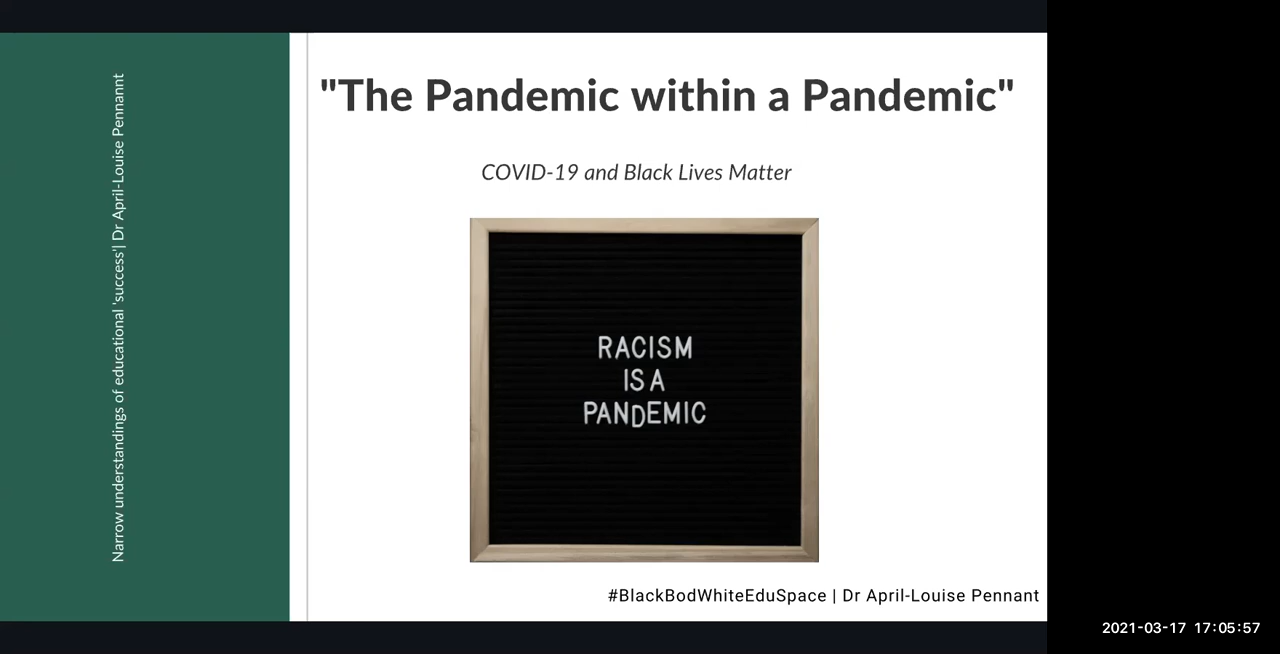 "The Pandemic within a Pandemic"
COVID-19 and Black Lives Matter
RACISM
IS A
PANDEMIC
Narrow understandings of educational 'success'| Dr April-Louise Pennannt
#BlackBodWhiteEduSpace | Dr April-Louise Pennant
2021-03-17 17:05:57